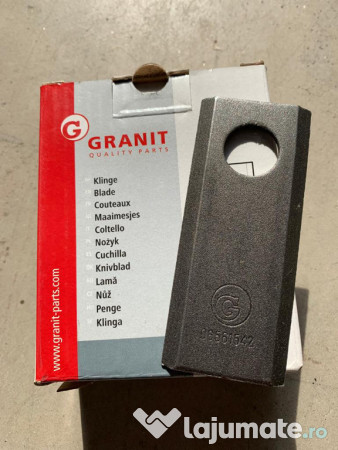 G GRANIT
QUALITY PARTS
Klinge
Blade
Couteaux
Maaimesjes
Coltello
Nożyk
Cuchilla
Knivblad
Lamă
Nůž
Penge
Klinga
www.granit-parts.com
G
lajumate.ro